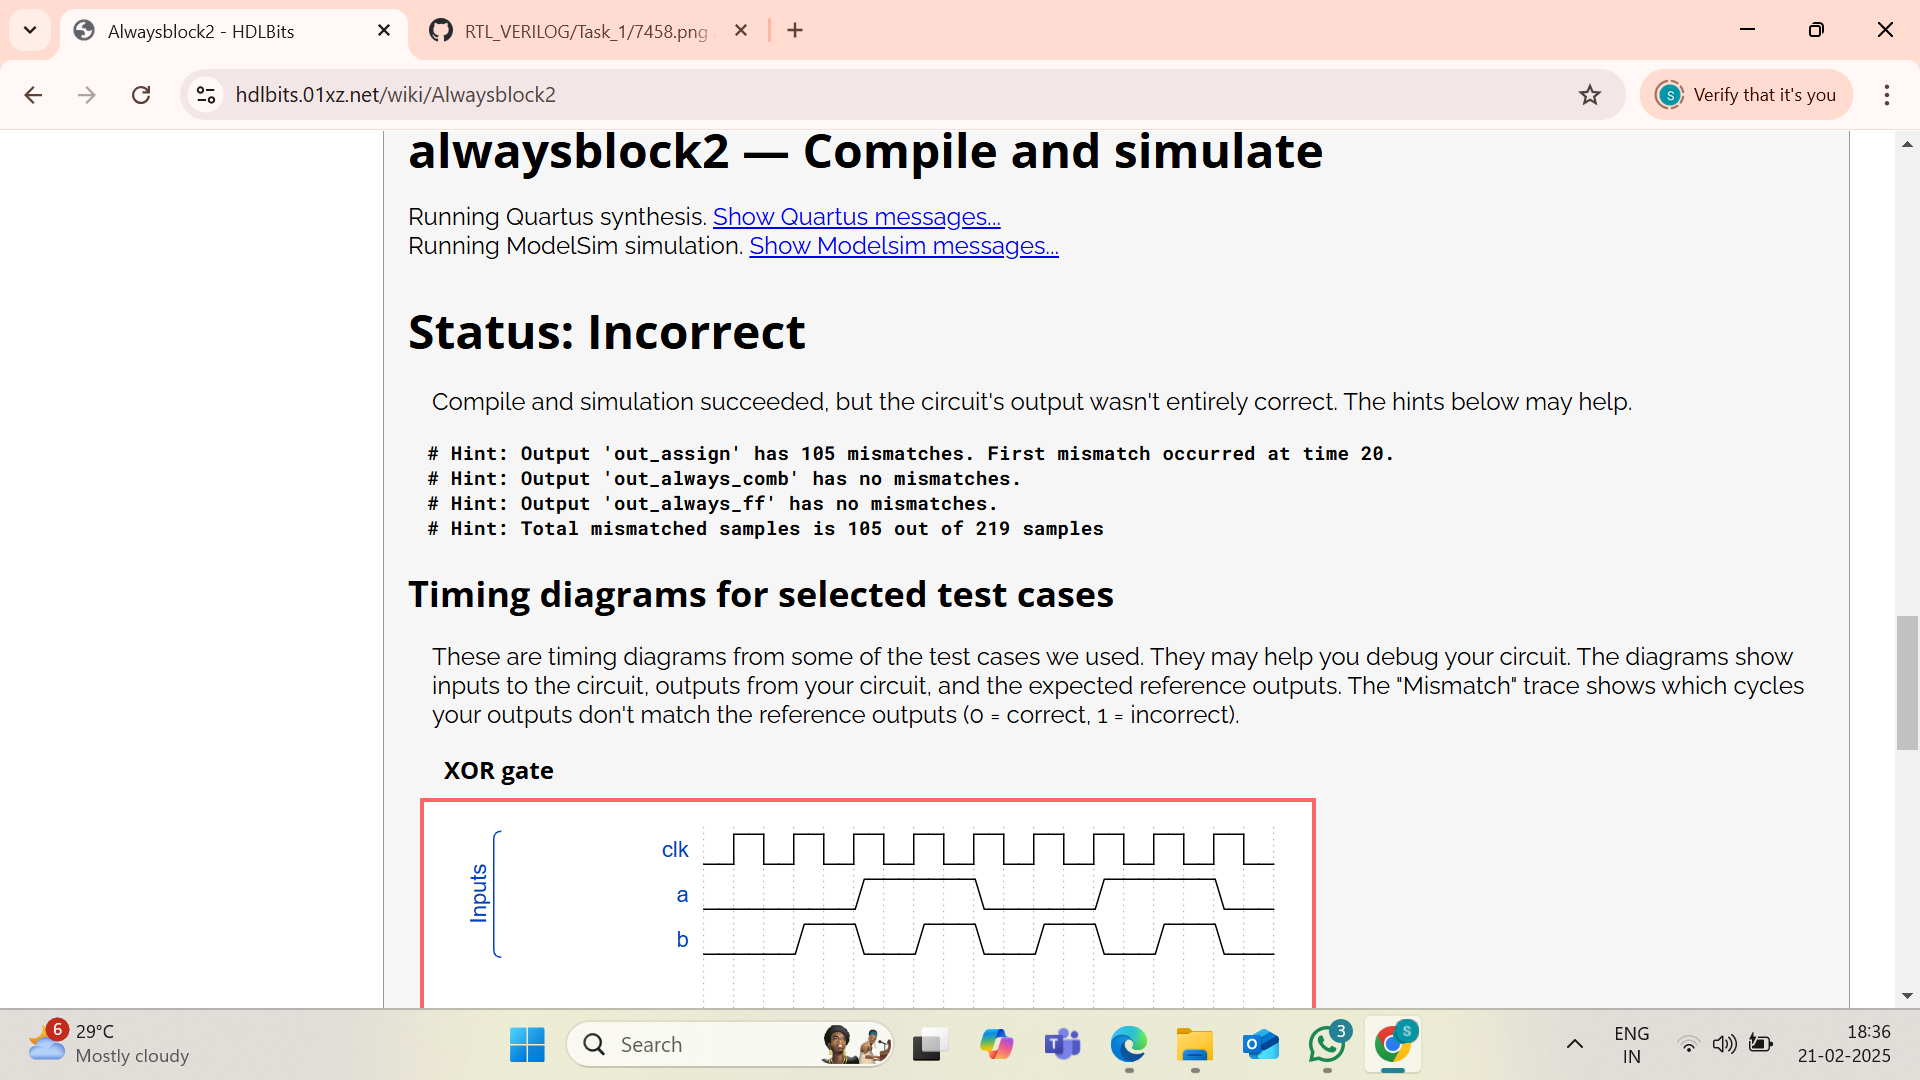 Alwaysblock2 - HDLBits
RTL_VERILOG/Task_1/7458.png
hdlbits.01xz.net/wiki/Alwaysblock2
S
Verify that it's you
alwaysblock2 — Compile and simulate
Running Quartus synthesis. Show Quartus messages...
Running ModelSim simulation. Show Modelsim messages...
Status: Incorrect
Compile and simulation succeeded, but the circuit's output wasn't entirely correct. The hints below may help.
# Hint: Output 'out_assign' has 105 mismatches. First mismatch occurred at time 20.
# Hint: Output 'out_always_comb' has no mismatches.
# Hint: Output 'out_always_ff' has no mismatches.
# Hint: Total mismatched samples is 105 out of 219 samples
Timing diagrams for selected test cases
These are timing diagrams from some of the test cases we used. They may help you debug your circuit. The diagrams show
inputs to the circuit, outputs from your circuit, and the expected reference outputs. The "Mismatch" trace shows which cycles
your outputs don't match the reference outputs (0 = correct, 1 = incorrect).
XOR gate
Inputs
clk
a
b
6
29°C
Mostly cloudy
Search
T
O
3
S
ENG
IN
18:36
21-02-2025